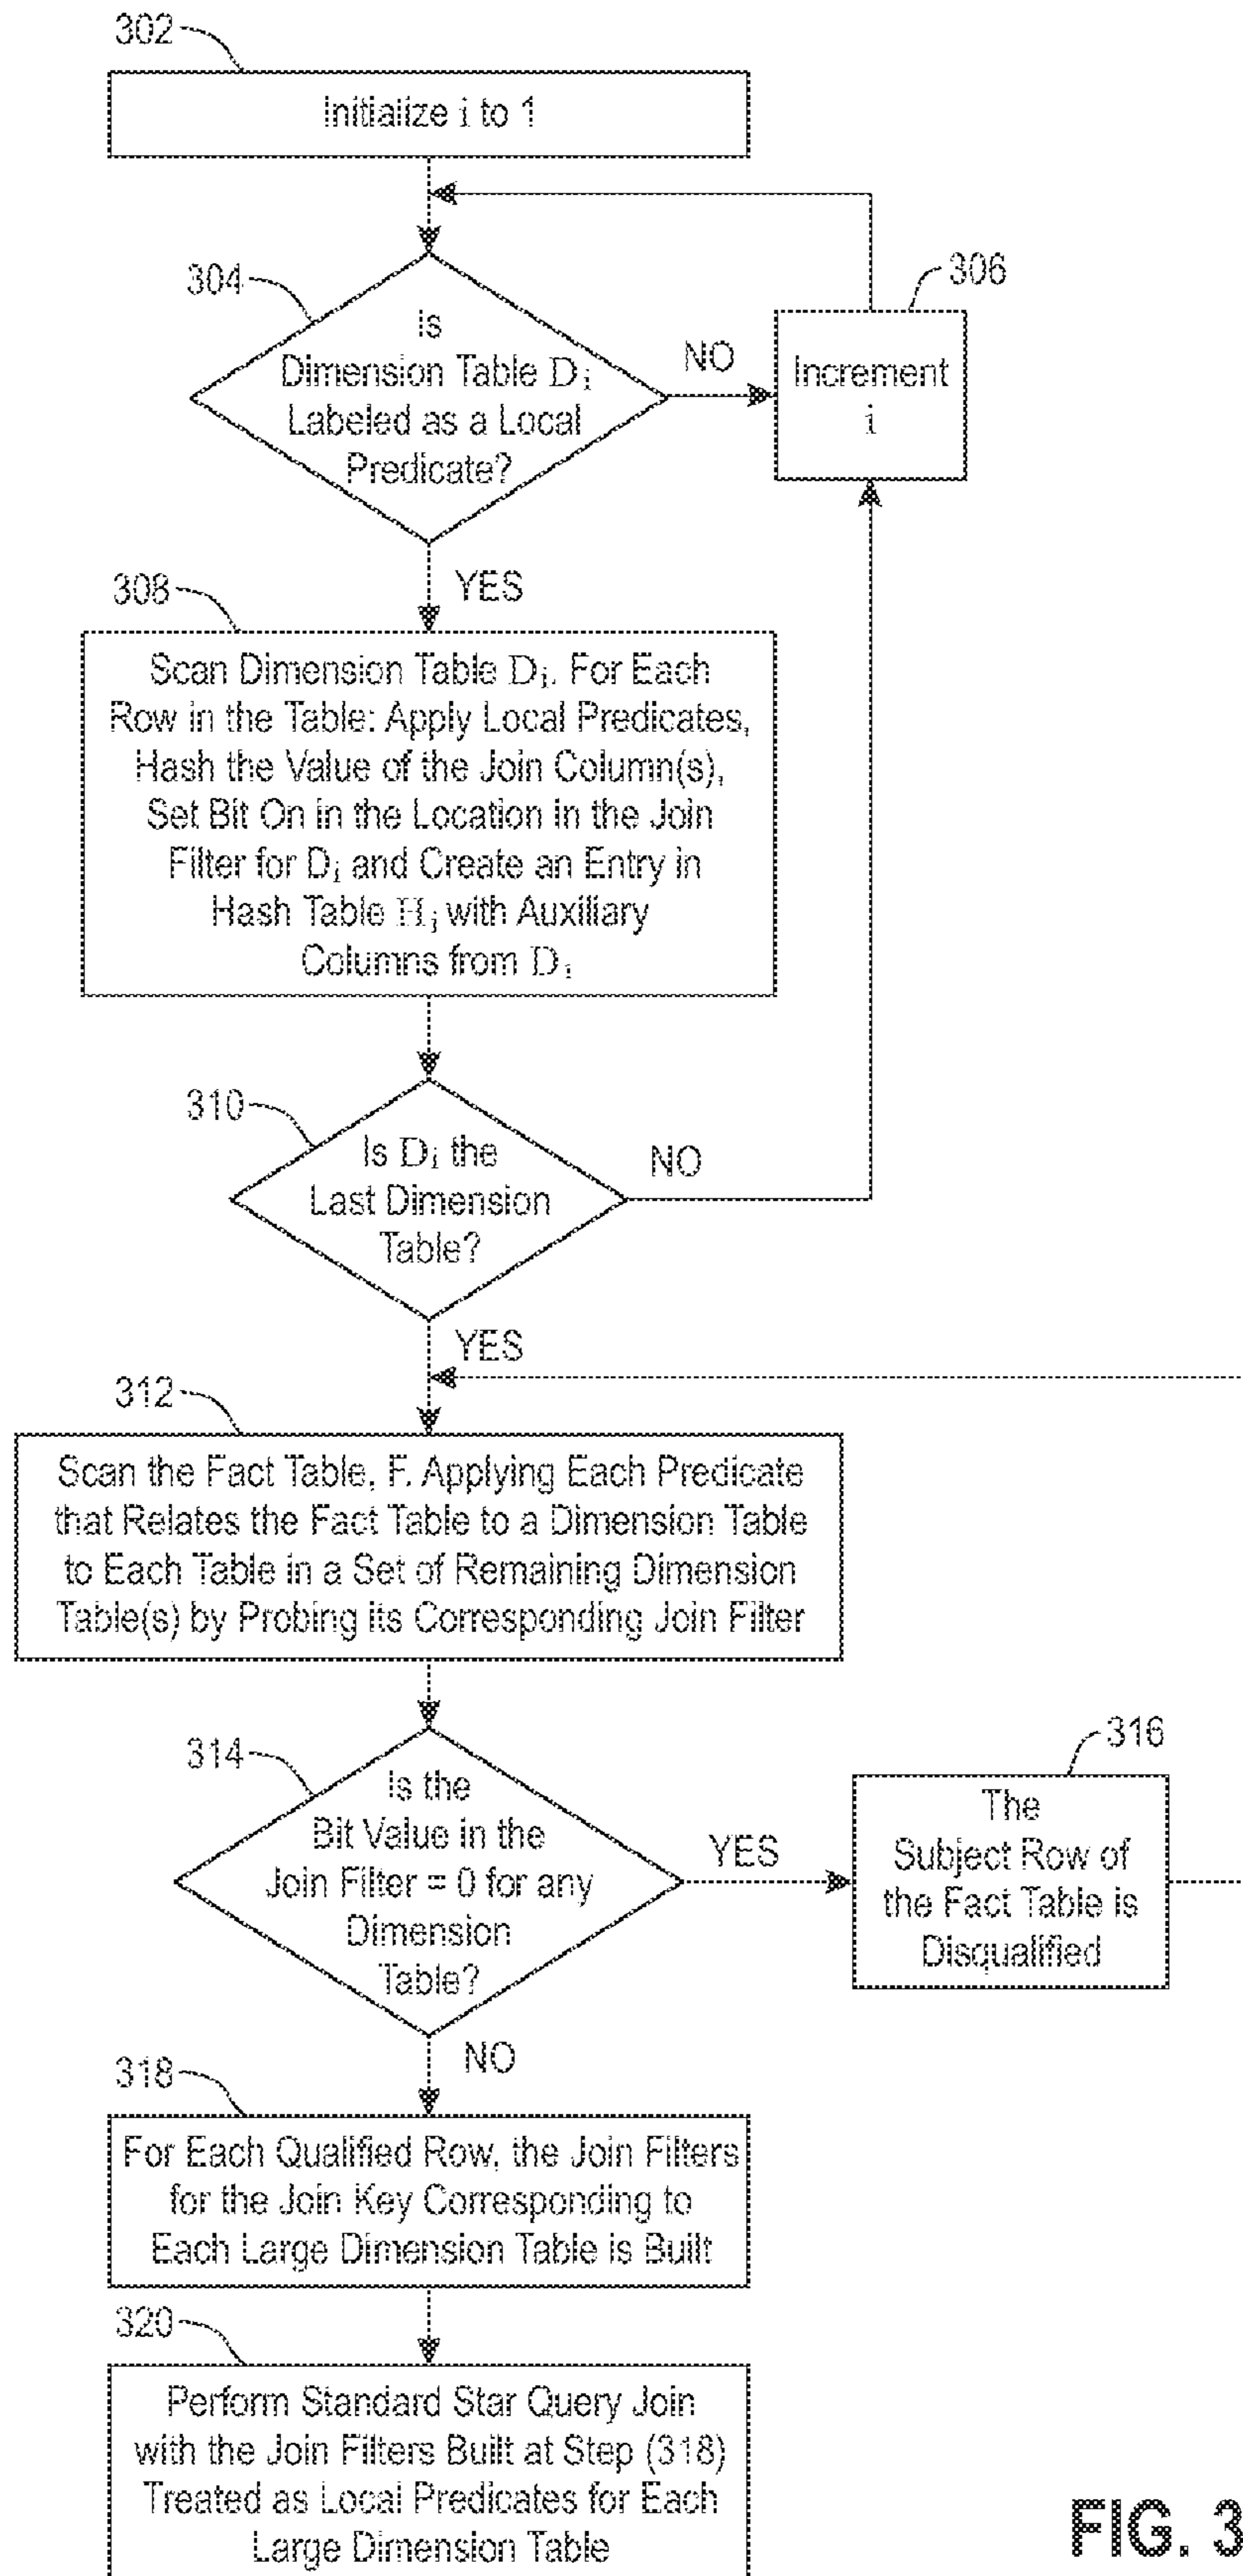 302
Initialize i to 1
304
Is
Dimension Table Di
Labeled as a Local
Predicate?
NO
306
Increment
i
YES
308
Scan Dimension Table Di. For Each
Row in the Table: Apply Local Predicates,
Hash the Value of the Join Column(s),
Set Bit On in the Location in the Join
Filter for Di and Create an Entry in
Hash Table Hi with Auxiliary
Columns from Di
310
Is Di the
Last Dimension
Table?
NO
YES
312
Scan the Fact Table, F. Applying Each Predicate
that Relates the Fact Table to a Dimension Table
to Each Table in a Set of Remaining Dimension
Table(s) by Probing its Corresponding Join Filter
314
Is the
Bit Value in the
Join Filter = 0 for any
Dimension
Table?
YES
316
The
Subject Row of
the Fact Table is
Disqualified
NO
318
For Each Qualified Row, the Join Filters
for the Join Key Corresponding to
Each Large Dimension Table is Built
320
Perform Standard Star Query Join
with the Join Filters Built at Step (318)
Treated as Local Predicates for Each
Large Dimension Table
FIG. 3